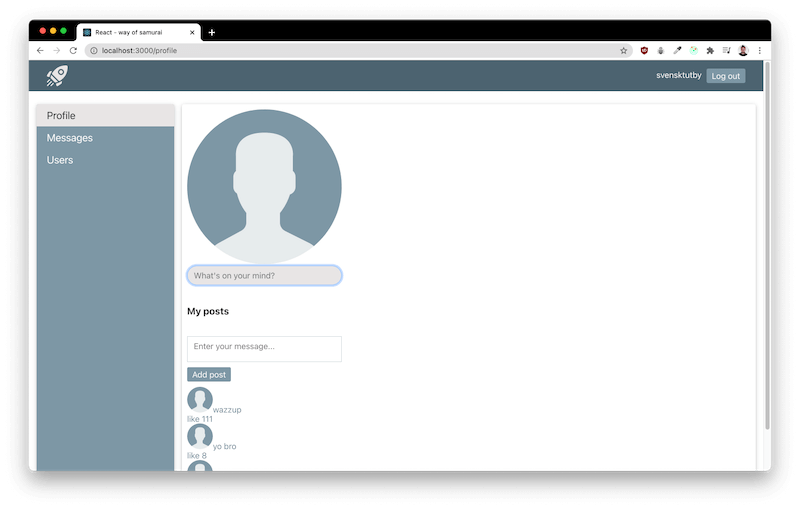 React - way of samurai
localhost:3000/profile
svensktutby Log out
Profile
Messages
Users
What's on your mind?
My posts
Enter your message...
Add post
wazzup
like 111
yo bro
like 8